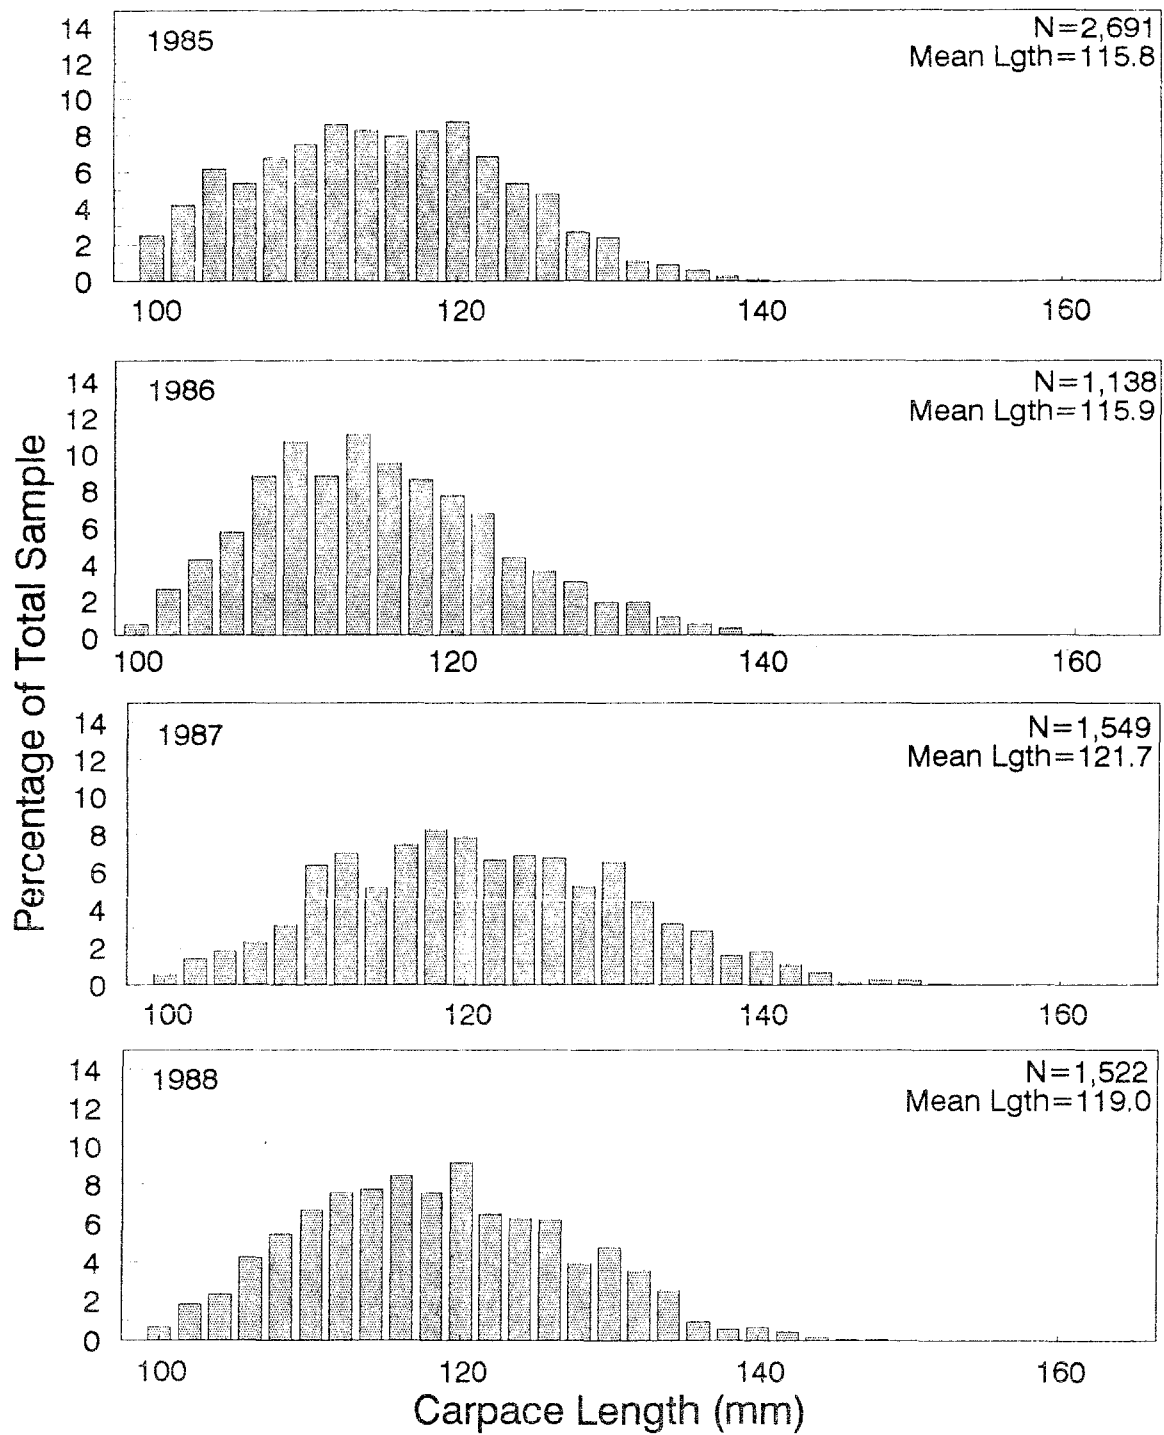 Percentage of Total Sample
1985
N=2,691
Mean Lgth=115.8
14
12
10
8
6
4
2
0
100 120 140 160
1986
N=1,138
Mean Lgth=115.9
14
12
10
8
6
4
2
0
100 120 140 160
1987
N=1,549
Mean Lgth=121.7
14
12
10
8
6
4
2
0
100 120 140 160
1988
N=1,522
Mean Lgth=119.0
14
12
10
8
6
4
2
0
100 120 140 160
Carpace Length (mm)